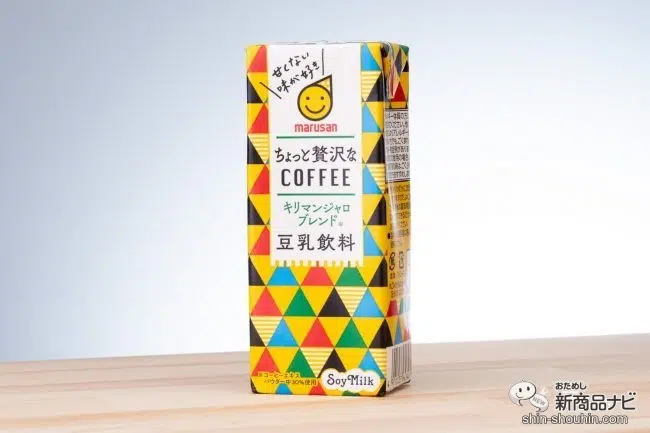 甘くない
味が好き
marusan
ちょっと贅沢な
COFFEE
キリマンジャロ
ブレンド※
豆乳飲料
※コーヒーエキス
パウダー中30%使用
Soy Milk
おためし
新商品ナビ
shin-shouhin.com
NEW